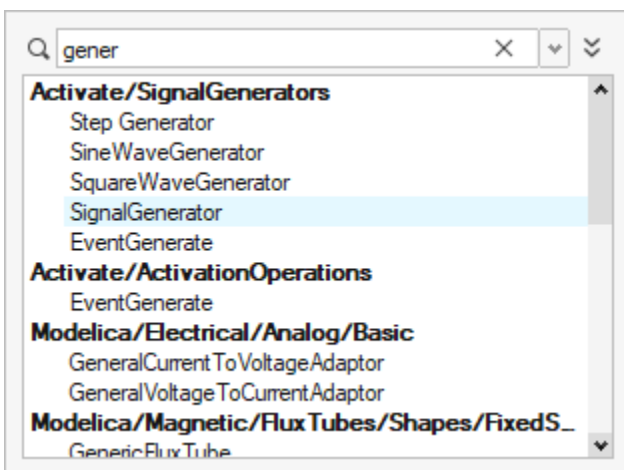 gener
Activate/SignalGenerators
Step Generator
SineWaveGenerator
SquareWaveGenerator
SignalGenerator
EventGenerate
Activate/ActivationOperations
EventGenerate
Modelica/Electrical/Analog/Basic
GeneralCurrentToVoltageAdaptor
GeneralVoltageToCurrentAdaptor
Modelica/Magnetic/FluxTubes/Shapes/FixedS...
GenericFluxTube